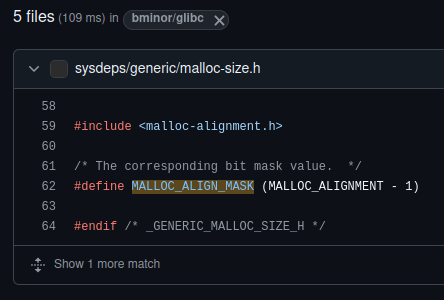 5 files (109 ms) in bminor/glibc
sysdeps/generic/malloc-size.h
58
59 #include <malloc-alignment.h>
60
61 /* The corresponding bit mask value.  */
62 #define MALLOC_ALIGN_MASK (MALLOC_ALIGNMENT - 1)
63
64 #endif /* _GENERIC_MALLOC_SIZE_H */
Show 1 more match